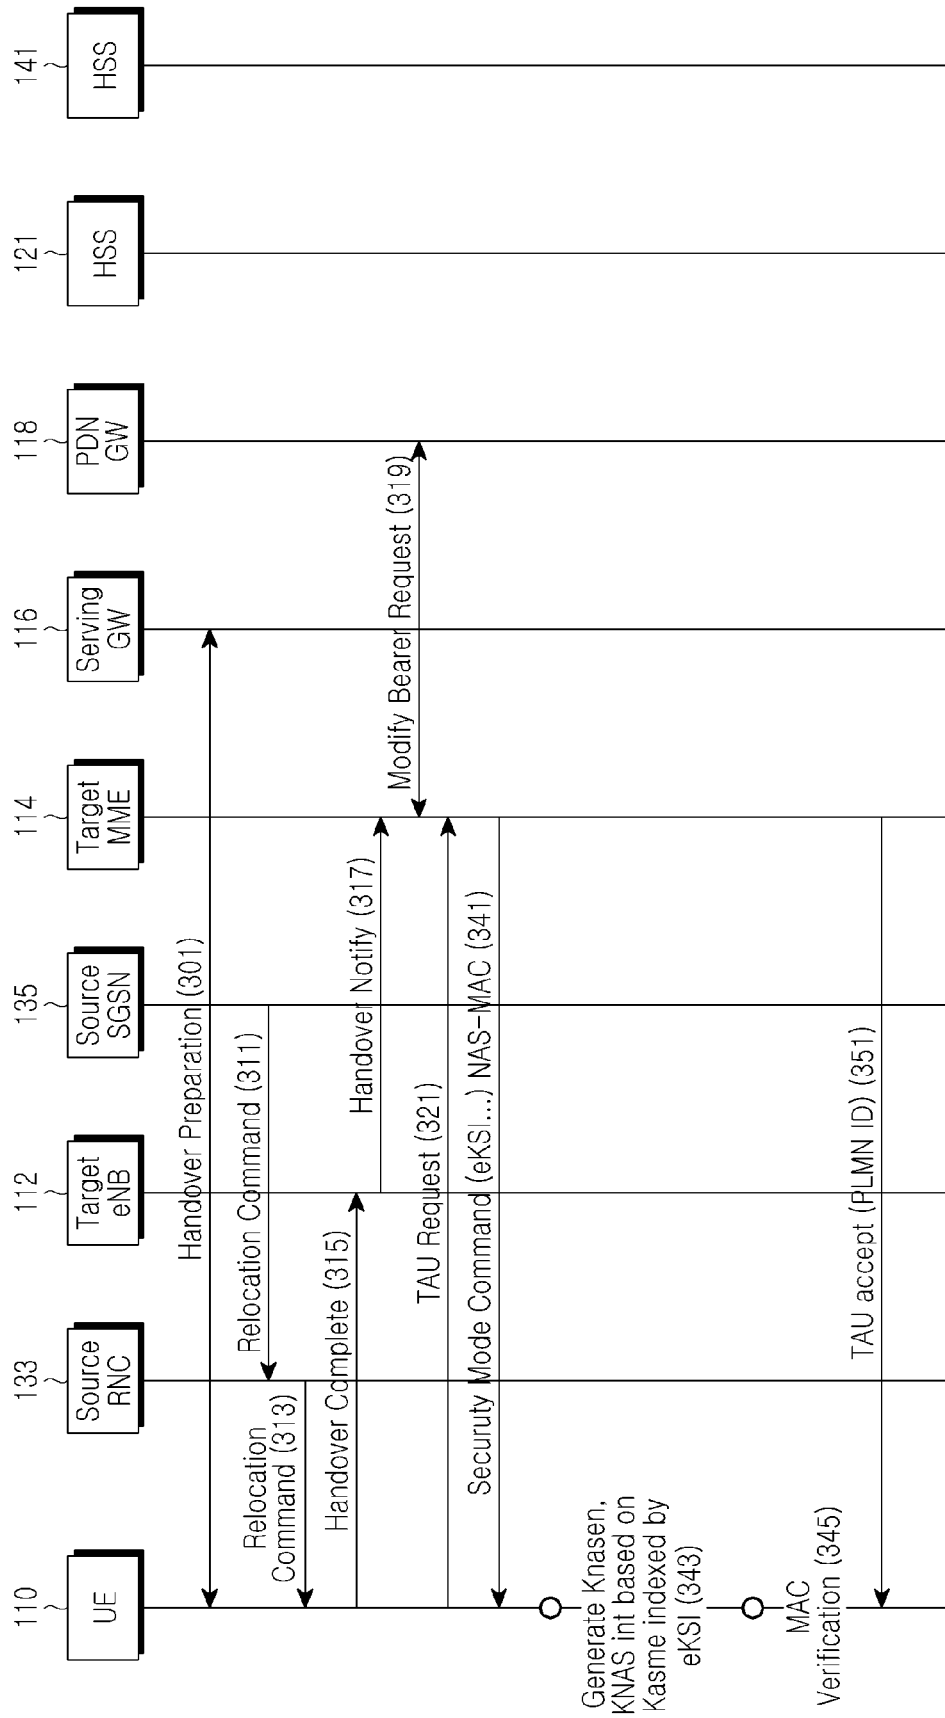 110
133
112
135
114
116
118
121
141
UE
Source
RNC
Target
eNB
Source
SGSN
Target
MME
Serving
GW
PDN
GW
HSS
HSS
Handover Preparation (301)
Relocation Command (311)
Relocation
Command (313)
Handover Complete (315)
Handover Notify (317)
Modify Bearer Request (319)
TAU Request (321)
Securuty Mode Command (eKSI...) NAS-MAC (341)
Generate Knasen,
KNAS int based on
Kasme indexed by
eKSI (343)
MAC
Verification (345)
TAU accept (PLMN ID) (351)